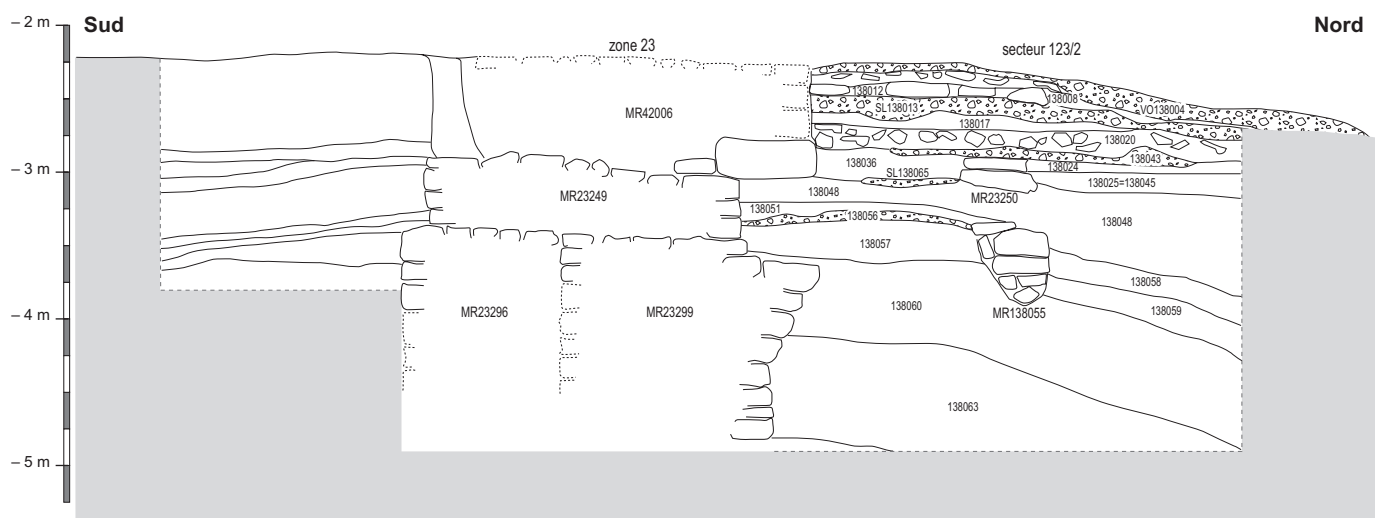 – 2 m
Sud
Nord
zone 23
secteur 123/2
138012
138008
VO138004
SL138013
MR42006
138017
138020
– 3 m
138036
138043
138024
SL138065
138025=138045
138048
MR23249
MR23250
138051
138056
138048
138057
138058
– 4 m
MR23296
MR23299
138060
MR138055
138059
138063
– 5 m